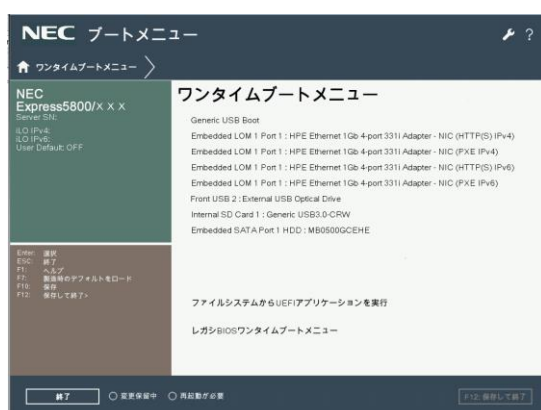 NEC ブートメニュー
?
ワンタイムブートメニュー
NEC
Express5800/×××
Server SN:
iLO IPv4:
iLO IPv6:
User Default: OFF
Enter: 選択
ESC: 終了
F1: ヘルプ
F7: 製造時のデフォルトをロード
F10: 保存
F12: 保存して終了>
ワンタイムブートメニュー
Generic USB Boot
Embedded LOM 1 Port 1 : HPE Ethernet 1Gb 4-port 331i Adapter - NIC (HTTP(S) IPv4)
Embedded LOM 1 Port 1 : HPE Ethernet 1Gb 4-port 331i Adapter - NIC (PXE IPv4)
Embedded LOM 1 Port 1 : HPE Ethernet 1Gb 4-port 331i Adapter - NIC (HTTP(S) IPv6)
Embedded LOM 1 Port 1 : HPE Ethernet 1Gb 4-port 331i Adapter - NIC (PXE IPv6)
Front USB 2 : External USB Optical Drive
Internal SD Card 1 : Generic USB3.0-CRW
Embedded SATA Port 1 HDD : MB0500GCEHE
ファイルシステムからUEFIアプリケーションを実行
レガシBIOSワンタイムブートメニュー
終了
変更保留中
再起動が必要
F12: 保存して終了